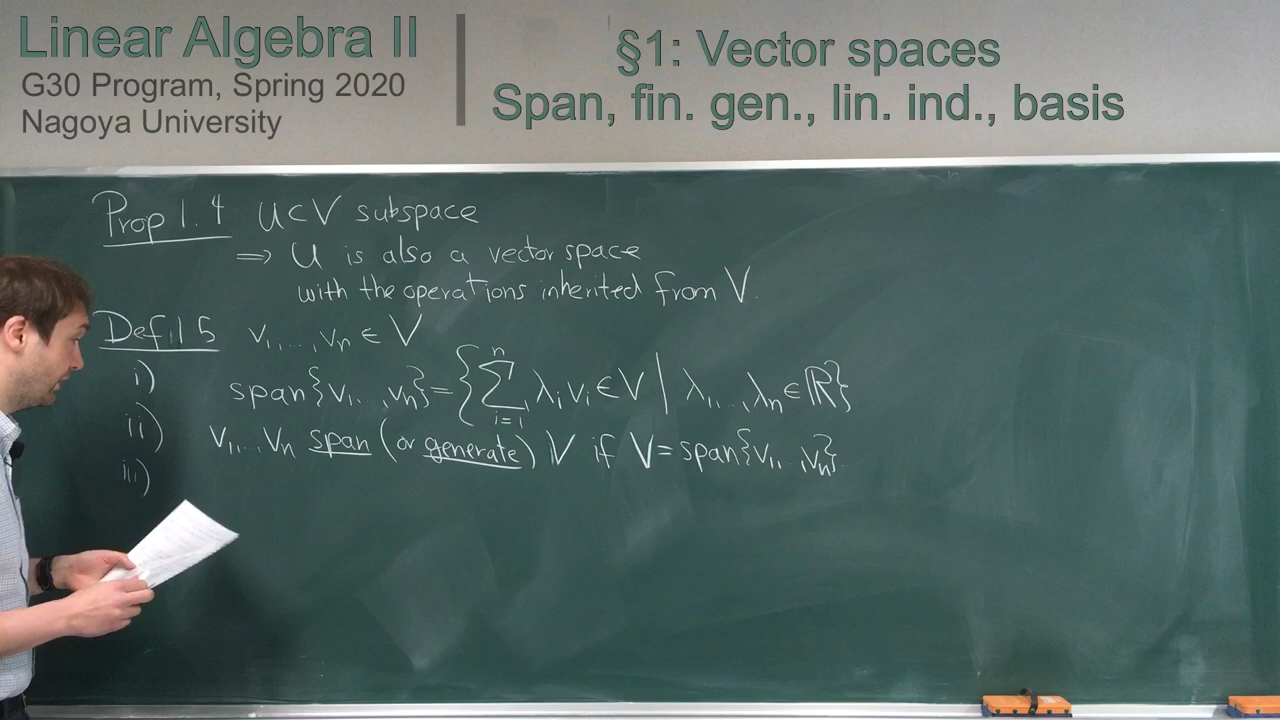 Linear Algebra II
G30 Program, Spring 2020
Nagoya University
§1: Vector spaces
Span, fin. gen., lin. ind., basis
Prop 1.4 U⊂V subspace
⇒ U is also a vector space
with the operations inherited from V.
Def 1.5 v₁,...,vₙ ∈ V
i) span{v₁,...,vₙ} = {∑ᵢ₌₁ⁿ λᵢvᵢ ∈ V | λ₁,...,λₙ ∈ ℝ}
ii) v₁,...,vₙ span (or generate) V if V = span{v₁,...,vₙ}.
iii)